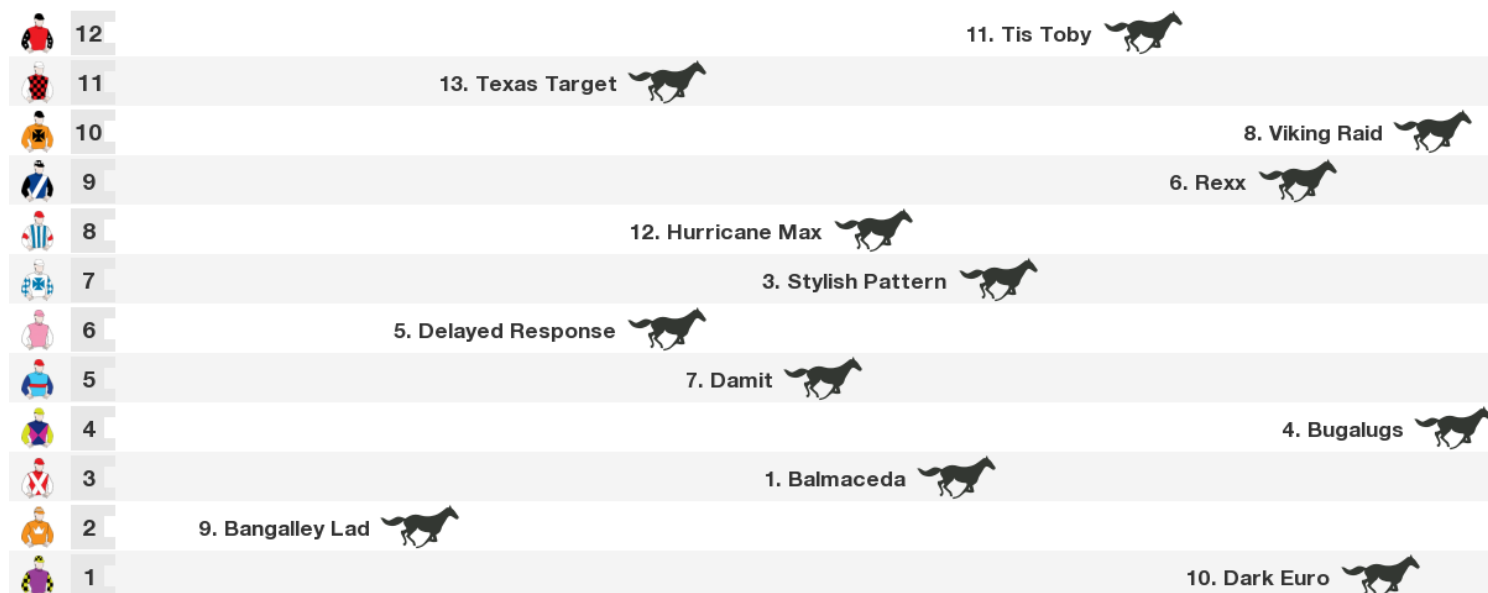 12 11. Tis Toby
11 13. Texas Target
10 8. Viking Raid
9 6. Rexx
8 12. Hurricane Max
7 3. Stylish Pattern
6 5. Delayed Response
5 7. Damit
4 4. Bugalugs
3 1. Balmaceda
2 9. Bangalley Lad
1 10. Dark Euro